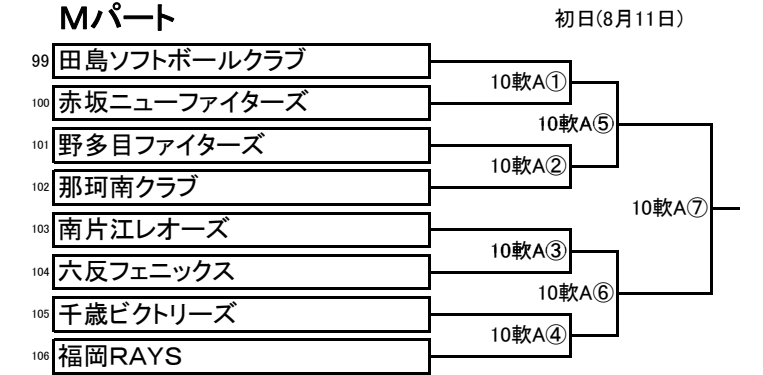 Mパート 初日(8月11日)
99 田島ソフトボールクラブ
10軟A①
100 赤坂ニューファイターズ
10軟A⑤
101 野多目ファイターズ
10軟A②
102 那珂南クラブ
10軟A⑦
103 南片江レオーズ
10軟A③
104 六反フェニックス
10軟A⑥
105 千歳ビクトリーズ
10軟A④
106 福岡RAYS